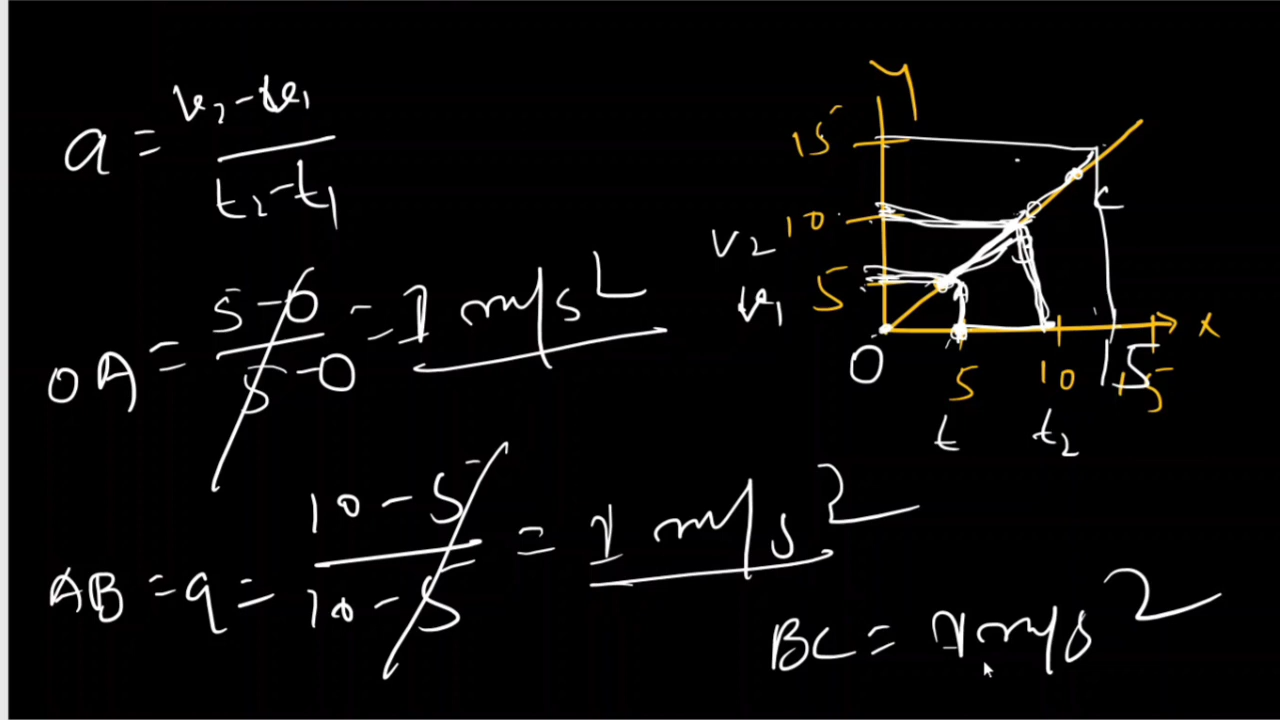 a = v₂-v₁ / t₂-t₁
OA = 5-0 / 5-0 = 1 m/s²
AB = a = 10-5 / 10-5 = 1 m/s²
BC = 1 m/s²
y
15
v2 10
v₁ 5
O 5 10 15 15 x
t t₂
C